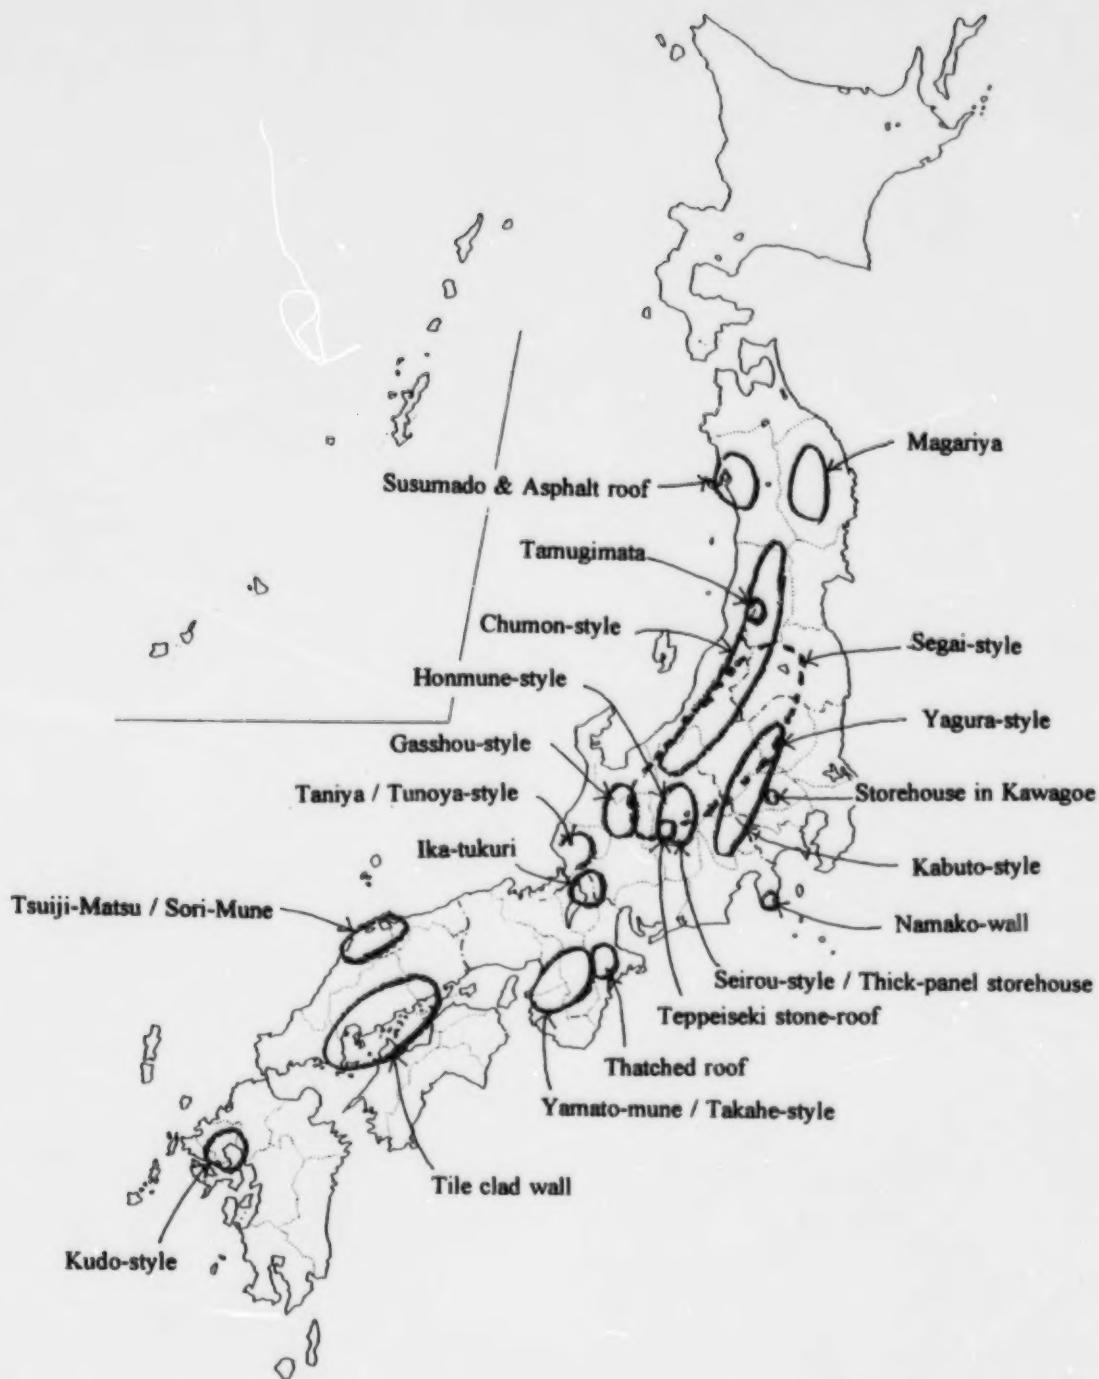 Magariya
Susumado & Asphalt roof
Tamugimata
Chumon-style
Segai-style
Honmune-style
Yagura-style
Gasshou-style
Taniya / Tunoya-style
Storehouse in Kawagoe
Ika-tukuri
Kabuto-style
Tsuiji-Matsu / Sori-Mune
Namako-wall
Seirou-style / Thick-panel storehouse
Teppeiseki stone-roof
Thatched roof
Yamato-mune / Takahe-style
Tile clad wall
Kudo-style